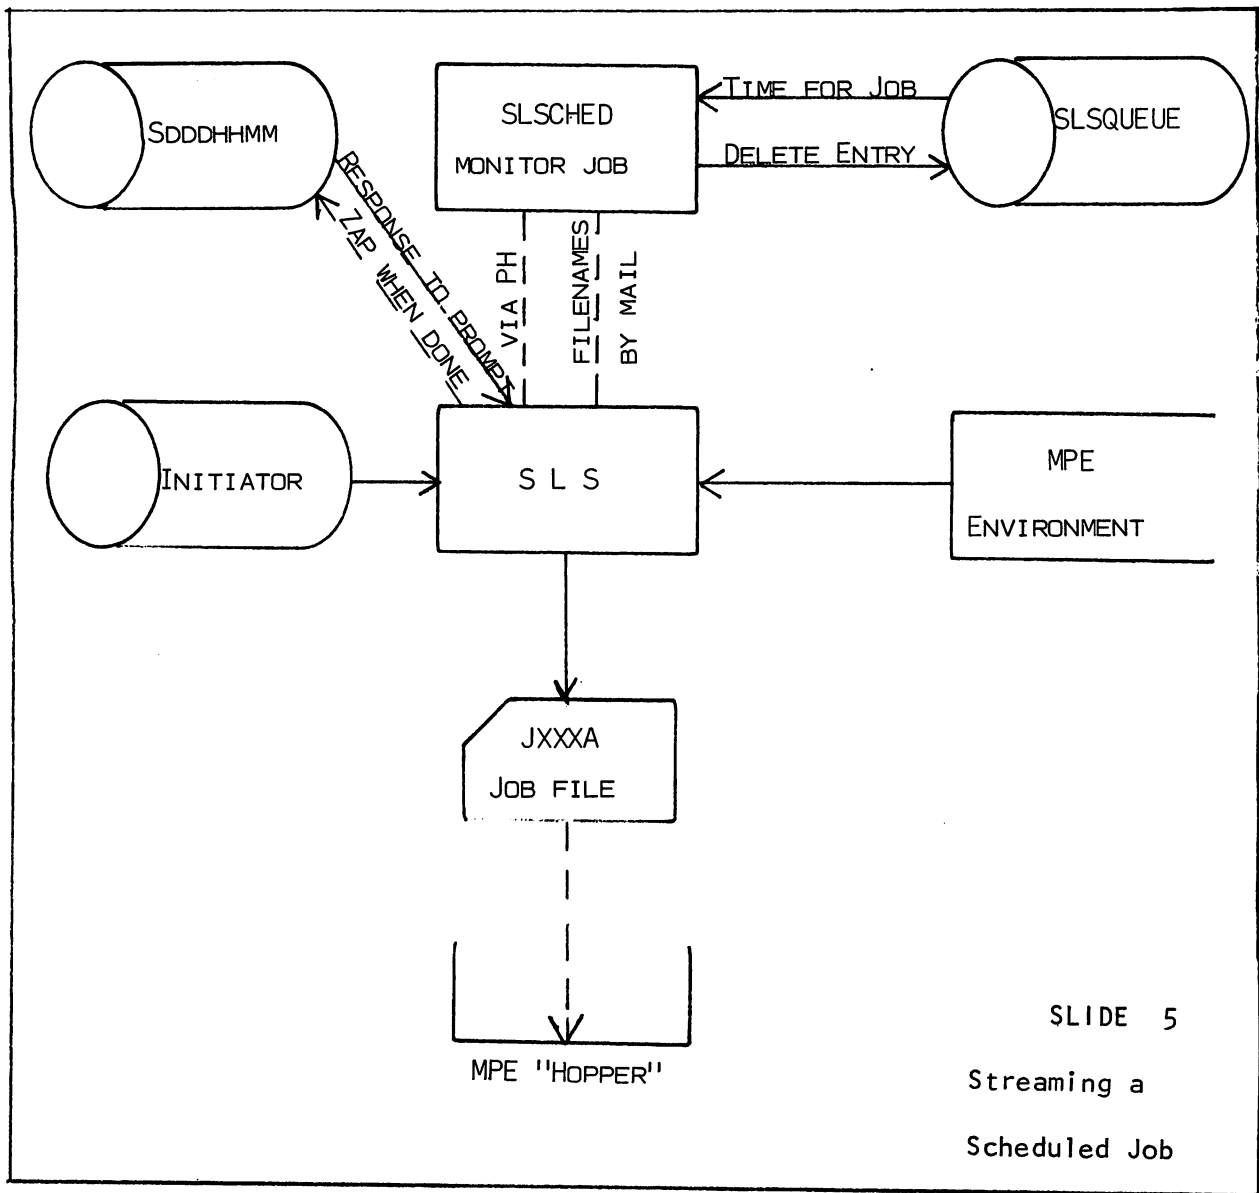 SDDDHHMM
SLSCHED
MONITOR JOB
TIME FOR JOB
DELETE ENTRY
SLSQUEUE
RESPONSE TO PROMPT
ZAP WHEN DONE
VIA PH
FILENAMES
BY MAIL
INITIATOR
S L S
MPE
ENVIRONMENT
JXXXA
JOB FILE
MPE "HOPPER"
SLIDE 5
Streaming a
Scheduled Job